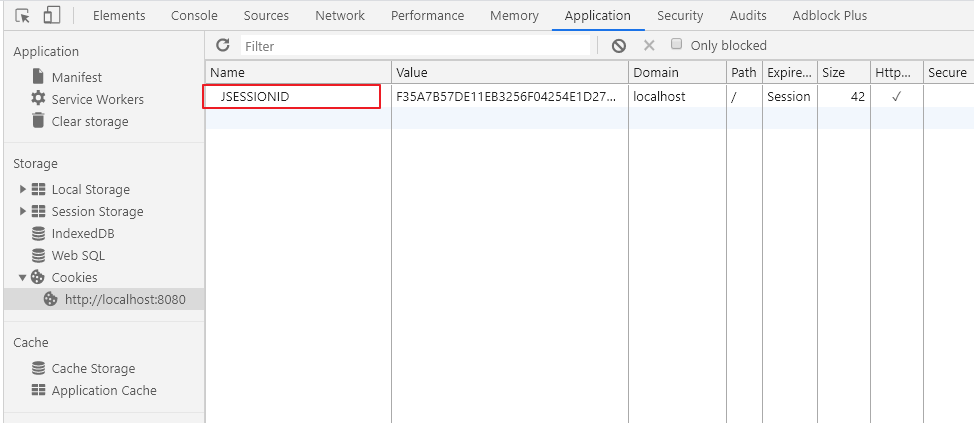 Elements Console Sources Network Performance Memory Application Security Audits Adblock Plus
Application
Manifest
Service Workers
Clear storage
Storage
Local Storage
Session Storage
IndexedDB
Web SQL
Cookies
http://localhost:8080
Cache
Cache Storage
Application Cache
Filter Only blocked
Name Value Domain Path Expire... Size Http... Secure
JSESSIONID F35A7B57DE11EB3256F04254E1D27... localhost / Session 42 ✓